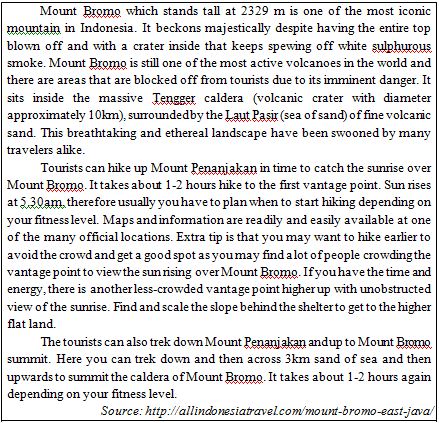 Mount Bromo which stands tall at 2329 m is one of the most iconic
mountain in Indonesia. It beckons majestically despite having the entire top
blown off and with a crater inside that keeps spewing off white sulphurous
smoke. Mount Bromo is still one of the most active volcanoes in the world and
there are areas that are blocked off from tourists due to its imminent danger. It
sits inside the massive Tengger caldera (volcanic crater with diameter
approximately 10km), surrounded by the Laut Pasir (sea of sand) of fine volcanic
sand. This breathtaking and ethereal landscape have been swooned by many
travelers alike.
Tourists can hike up Mount Penanjakan in time to catch the sunrise over
Mount Bromo. It takes about 1-2 hours hike to the first vantage point. Sun rises
at 5.30am, therefore usually you have to plan when to start hiking depending on
your fitness level. Maps and information are readily and easily available at one
of the many official locations. Extra tip is that you may want to hike earlier to
avoid the crowd and get a good spot as you may find a lot of people crowding the
vantage point to view the sun rising over Mount Bromo. If you have the time and
energy, there is another less-crowded vantage point higher up with unobstructed
view of the sunrise. Find and scale the slope behind the shelter to get to the higher
flat land.
The tourists can also trek down Mount Penanjakan and up to Mount Bromo
summit. Here you can trek down and then across 3km sand of sea and then
upwards to summit the caldera of Mount Bromo. It takes about 1-2 hours again
depending on your fitness level.
Source: http://allindonesiatravel.com/mount-bromo-east-java/